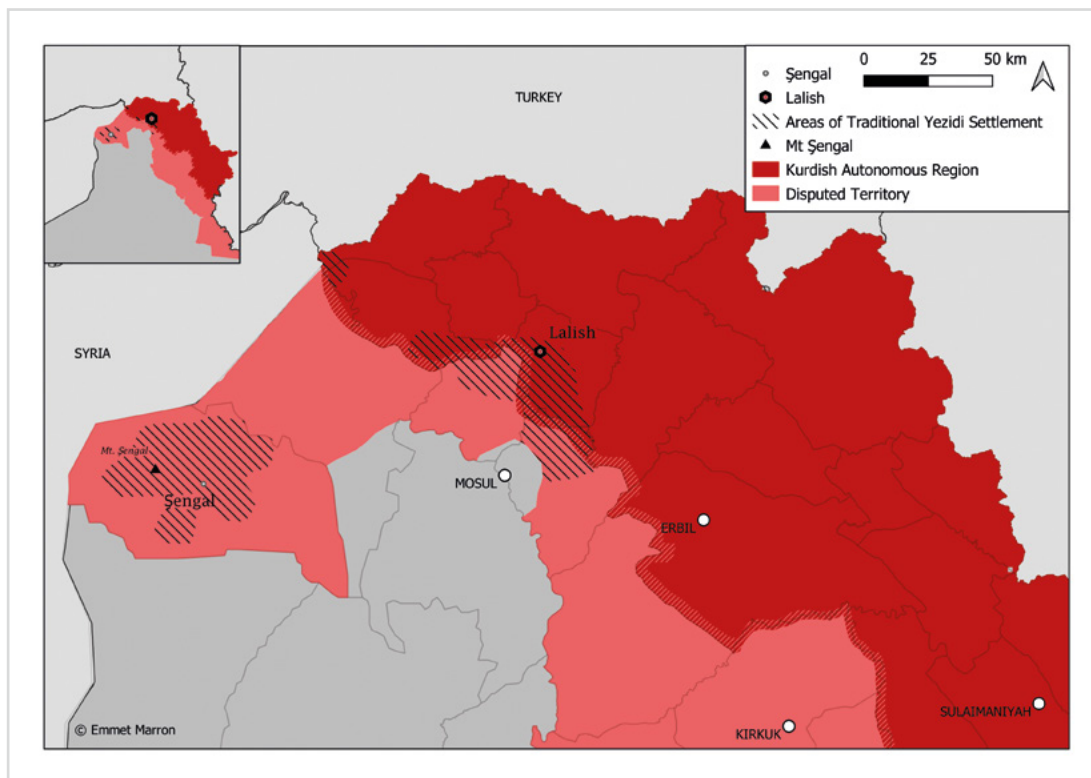 TURKEY
SYRIA
0 25 50 km
Şengal
Lalish
Areas of Traditional Yezidi Settlement
Mt Şengal
Kurdish Autonomous Region
Disputed Territory
Lalish
Mt. Şengal
Şengal
MOSUL
ERBIL
SULAIMANIYAH
KIRKUK
© Emmet Marron